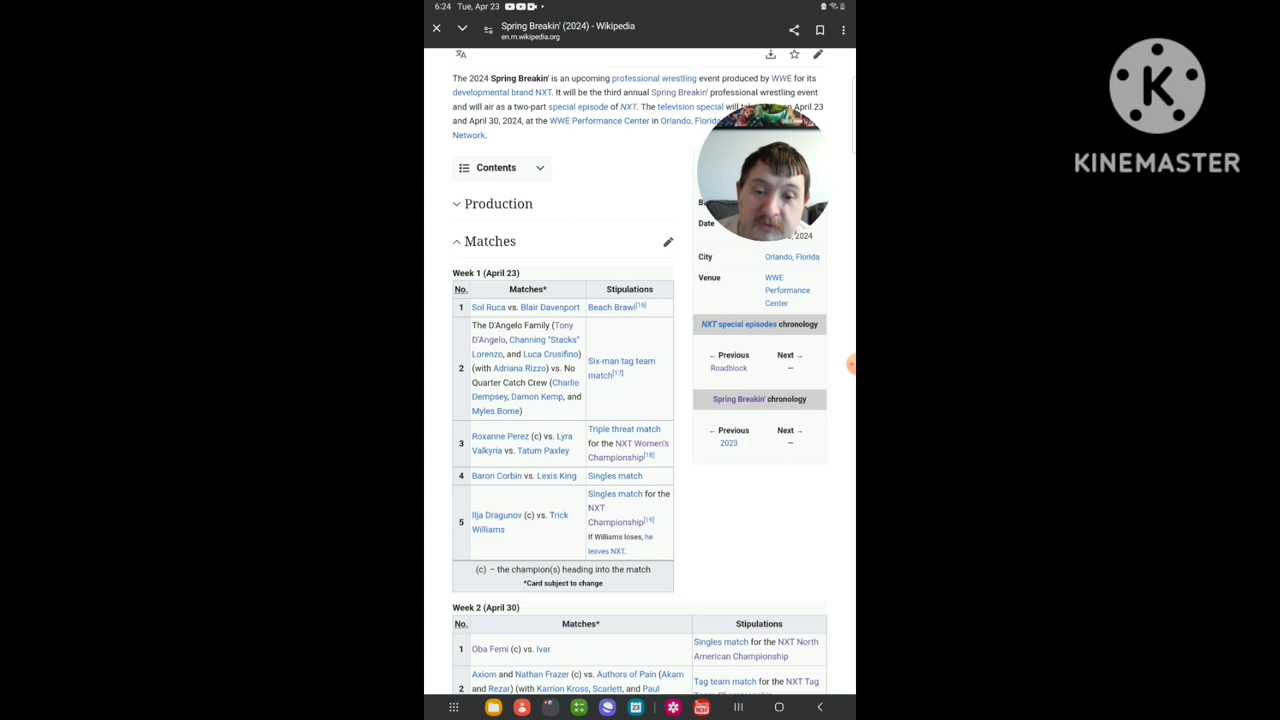 6:24 Tue, Apr 23
Spring Breakin' (2024) - Wikipedia
en.m.wikipedia.org
KINEMASTER
The 2024 Spring Breakin' is an upcoming professional wrestling event produced by WWE for its
developmental brand NXT. It will be the third annual Spring Breakin' professional wrestling event
and will air as a two-part special episode of NXT. The television special will April 23
and April 30, 2024, at the WWE Performance Center in Orlando, Florida
Network.
Contents
Production
Matches
Date
, 2024
City Orlando, Florida
Venue WWE
Performance
Center
NXT special episodes chronology
← Previous Next →
Roadblock —
Spring Breakin' chronology
← Previous Next →
2023 —
Week 1 (April 23)
No. Matches* Stipulations
1 Sol Ruca vs. Blair Davenport Beach Brawl[16]
The D'Angelo Family (Tony
D'Angelo, Channing "Stacks"
Lorenzo, and Luca Crusifino)
(with Adriana Rizzo) vs. No
Quarter Catch Crew (Charlie
Dempsey, Damon Kemp, and
Myles Borne)
2
Six-man tag team
match[17]
3 Roxanne Perez (c) vs. Lyra
Valkyria vs. Tatum Paxley
Triple threat match
for the NXT Women's
Championship[18]
4 Baron Corbin vs. Lexis King Singles match
5 Ilja Dragunov (c) vs. Trick
Williams
Singles match for the
NXT
Championship[19]
If Williams loses, he
leaves NXT.
(c) – the champion(s) heading into the match
*Card subject to change
Week 2 (April 30)
No. Matches* Stipulations
1 Oba Femi (c) vs. Ivar
Singles match for the NXT North
American Championship
2 Axiom and Nathan Frazer (c) vs. Authors of Pain (Akam
and Rezar) (with Karrion Kross, Scarlett, and Paul
Tag team match for the NXT Tag